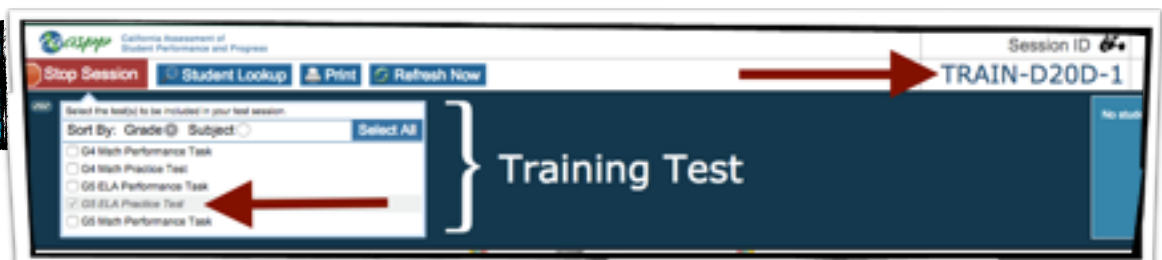 Caaspp California Assessment of
Student Performance and Progress
Session ID
Stop Session Student Lookup Print Refresh Now
TRAIN-D20D-1
Select the test(s) to be included in your test session.
Sort By: Grade Subject Select All
G4 Math Performance Task
G4 Math Practice Test
G5 ELA Performance Task
G5 ELA Practice Test
G5 Math Performance Task
Training Test
No stude